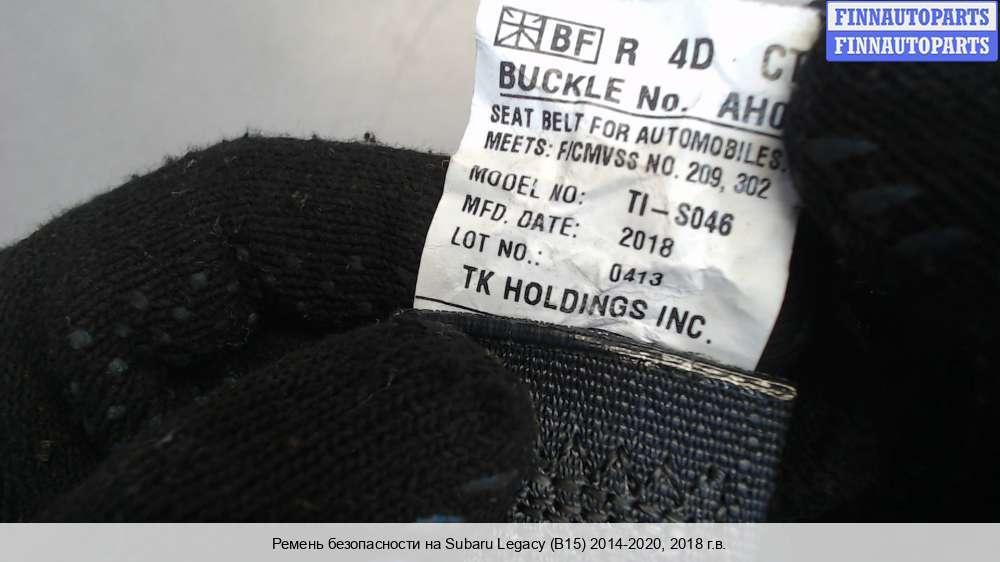 FINNAUTOPARTS
FINNAUTOPARTS
BF R 4D CT
BUCKLE No. AH0
SEAT BELT FOR AUTOMOBILES.
MEETS: F/CMVSS NO. 209, 302
MODEL NO: TI-S046
MFD. DATE: 2018
LOT NO.: 0413
TK HOLDINGS INC.
Ремень безопасности на Subaru Legacy (B15) 2014-2020, 2018 г.в.